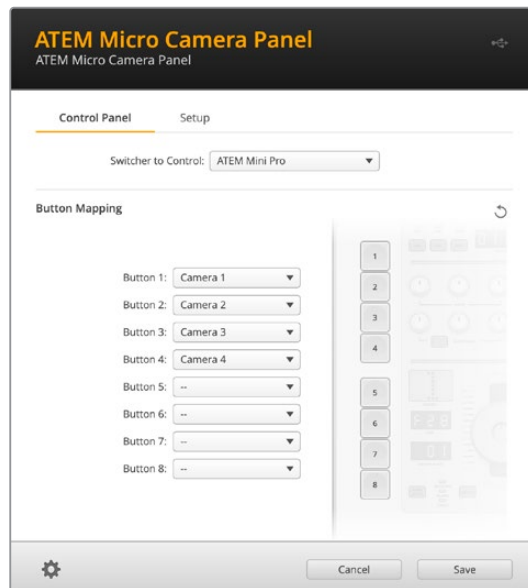 ATEM Micro Camera Panel
ATEM Micro Camera Panel
Control Panel Setup
Switcher to Control: ATEM Mini Pro
Button Mapping
Button 1: Camera 1
Button 2: Camera 2
Button 3: Camera 3
Button 4: Camera 4
Button 5: --
Button 6: --
Button 7: --
Button 8: --
1
2
3
4
5
6
7
8
Cancel Save